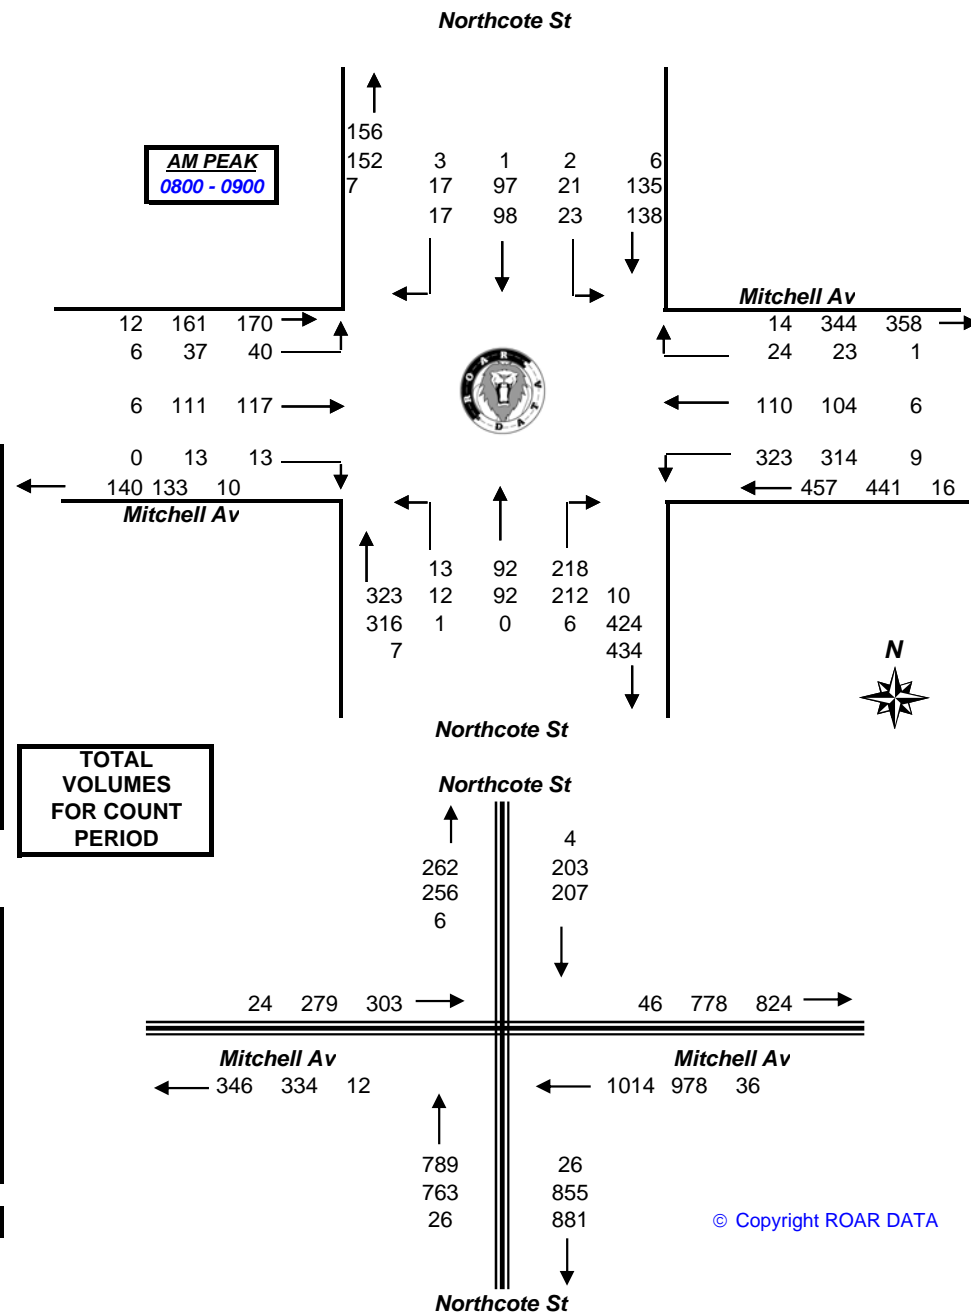 Northcote St
156
AM PEAK 152 3 1 2 6
0800 - 0900 7 17 97 21 135
17 98 23 138
Mitchell Av
12 161 170 14 344 358
6 37 40 24 23 1
ROAR DATA
6 111 117 110 104 6
0 13 13 323 314 9
140 133 10 457 441 16
Mitchell Av
13 92 218
323 12 92 212 10
316 1 0 6 424
7 434
N
Northcote St
TOTAL
VOLUMES
FOR COUNT
PERIOD
Northcote St
4
262 203
256 207
6
24 279 303 46 778 824
Mitchell Av Mitchell Av
346 334 12 1014 978 36
789 26
763 855
26 881
© Copyright ROAR DATA
Northcote St